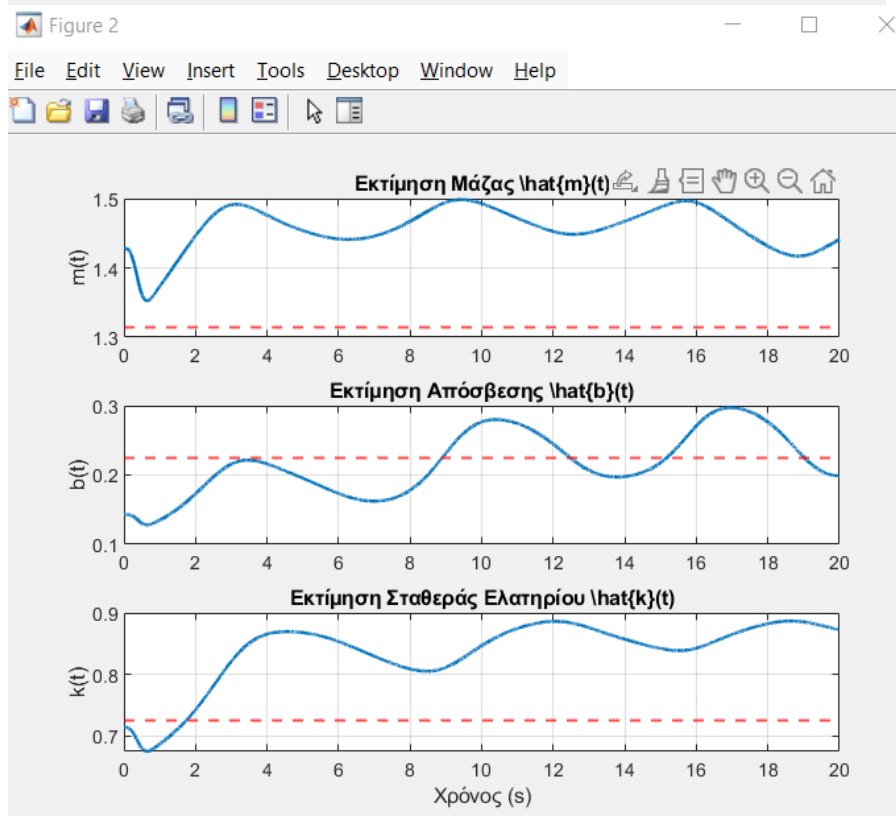 Figure 2
File Edit View Insert Tools Desktop Window Help
Εκτίμηση Μάζας \hat{m}(t)
m(t)
1.5
1.4
1.3
0 2 4 6 8 10 12 14 16 18 20
Εκτίμηση Απόσβεσης \hat{b}(t)
b(t)
0.3
0.2
0.1
0 2 4 6 8 10 12 14 16 18 20
Εκτίμηση Σταθεράς Ελατηρίου \hat{k}(t)
k(t)
0.9
0.8
0.7
0 2 4 6 8 10 12 14 16 18 20
Χρόνος (s)